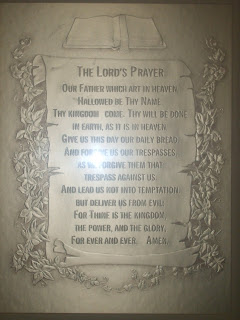 THE LORD'S PRAYER
OUR FATHER WHICH ART IN HEAVEN
HALLOWED BE THY NAME.
THY KINGDOM COME. THY WILL BE DONE
IN EARTH, AS IT IS IN HEAVEN.
GIVE US THIS DAY OUR DAILY BREAD.
AND FORGIVE US OUR TRESPASSES
AS WE FORGIVE THEM THAT
TRESPASS AGAINST US.
AND LEAD US NOT INTO TEMPTATION,
BUT DELIVER US FROM EVIL:
FOR THINE IS THE KINGDOM,
THE POWER, AND THE GLORY,
FOR EVER AND EVER. AMEN.